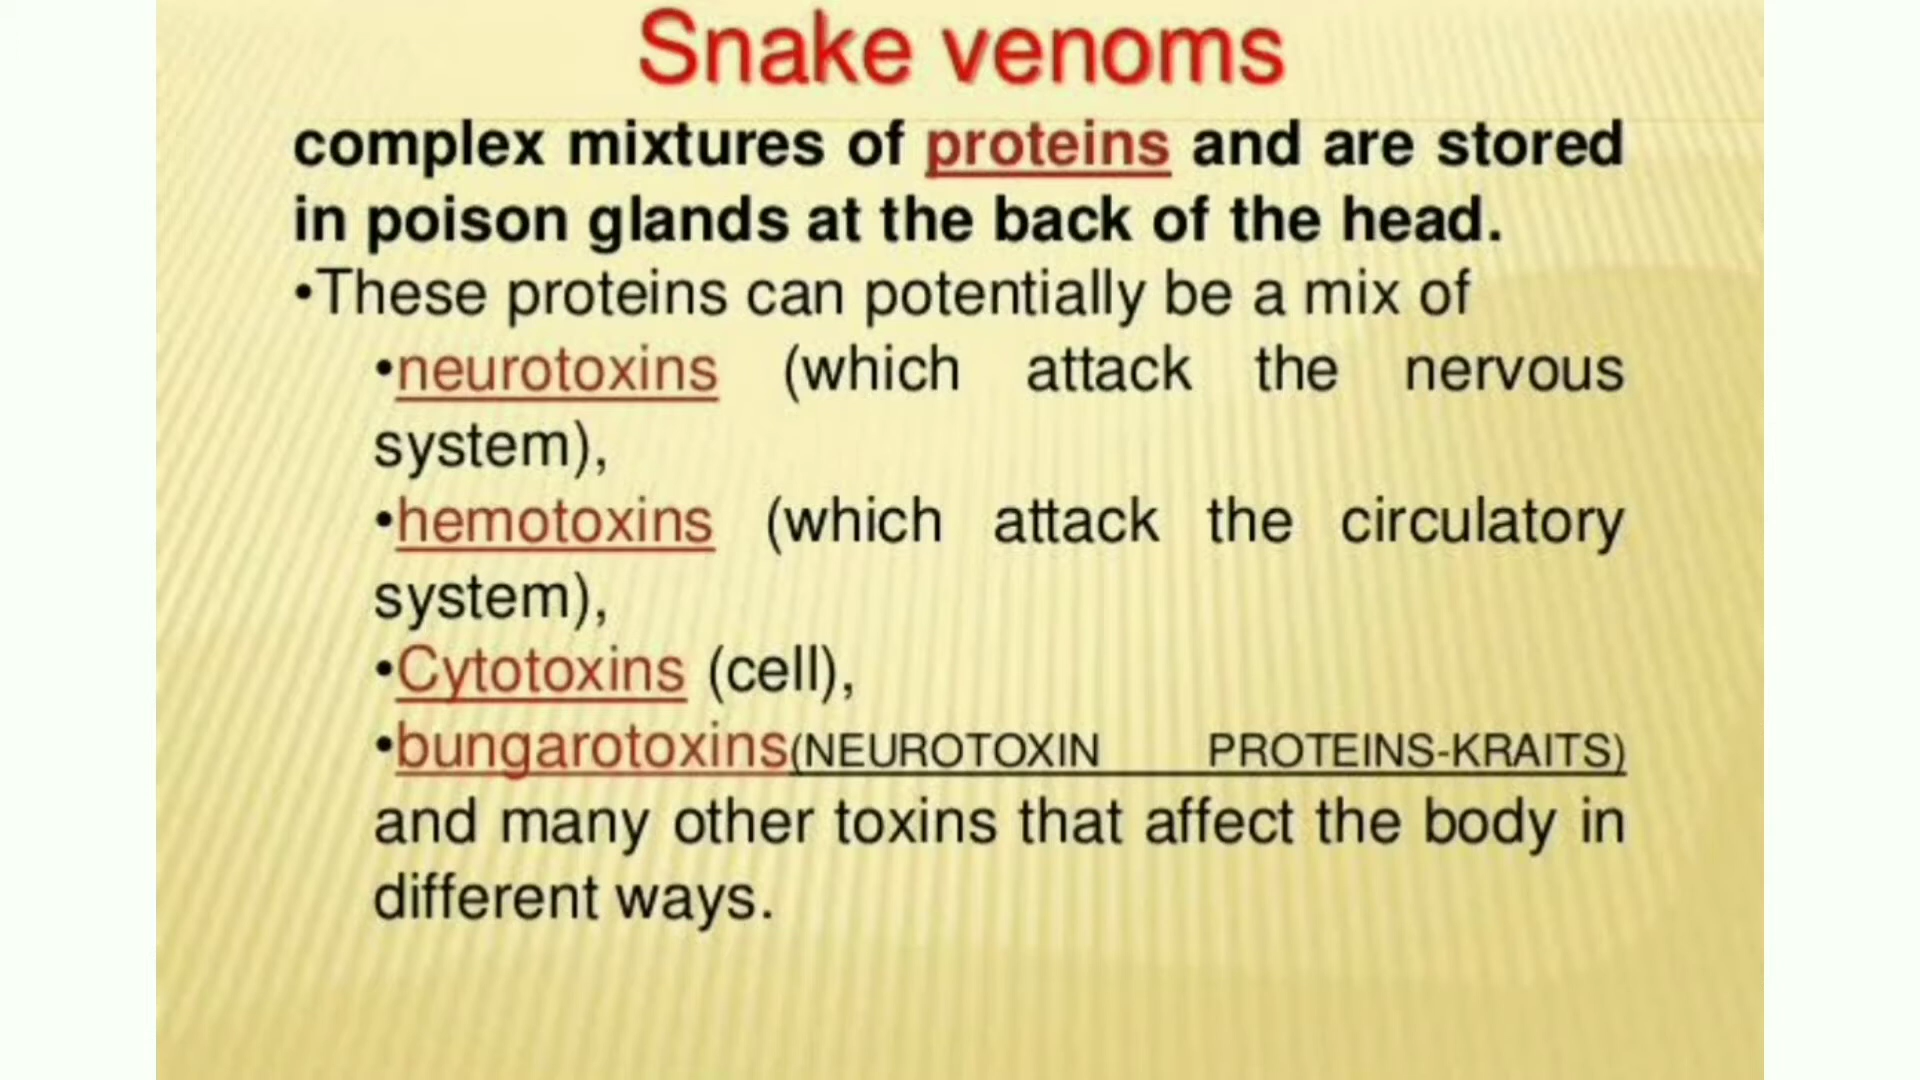 Snake venoms
complex mixtures of proteins and are stored
in poison glands at the back of the head.
•These proteins can potentially be a mix of
•neurotoxins (which attack the nervous
system),
•hemotoxins (which attack the circulatory
system),
•Cytotoxins (cell),
•bungarotoxins(NEUROTOXIN PROTEINS-KRAITS)
and many other toxins that affect the body in
different ways.